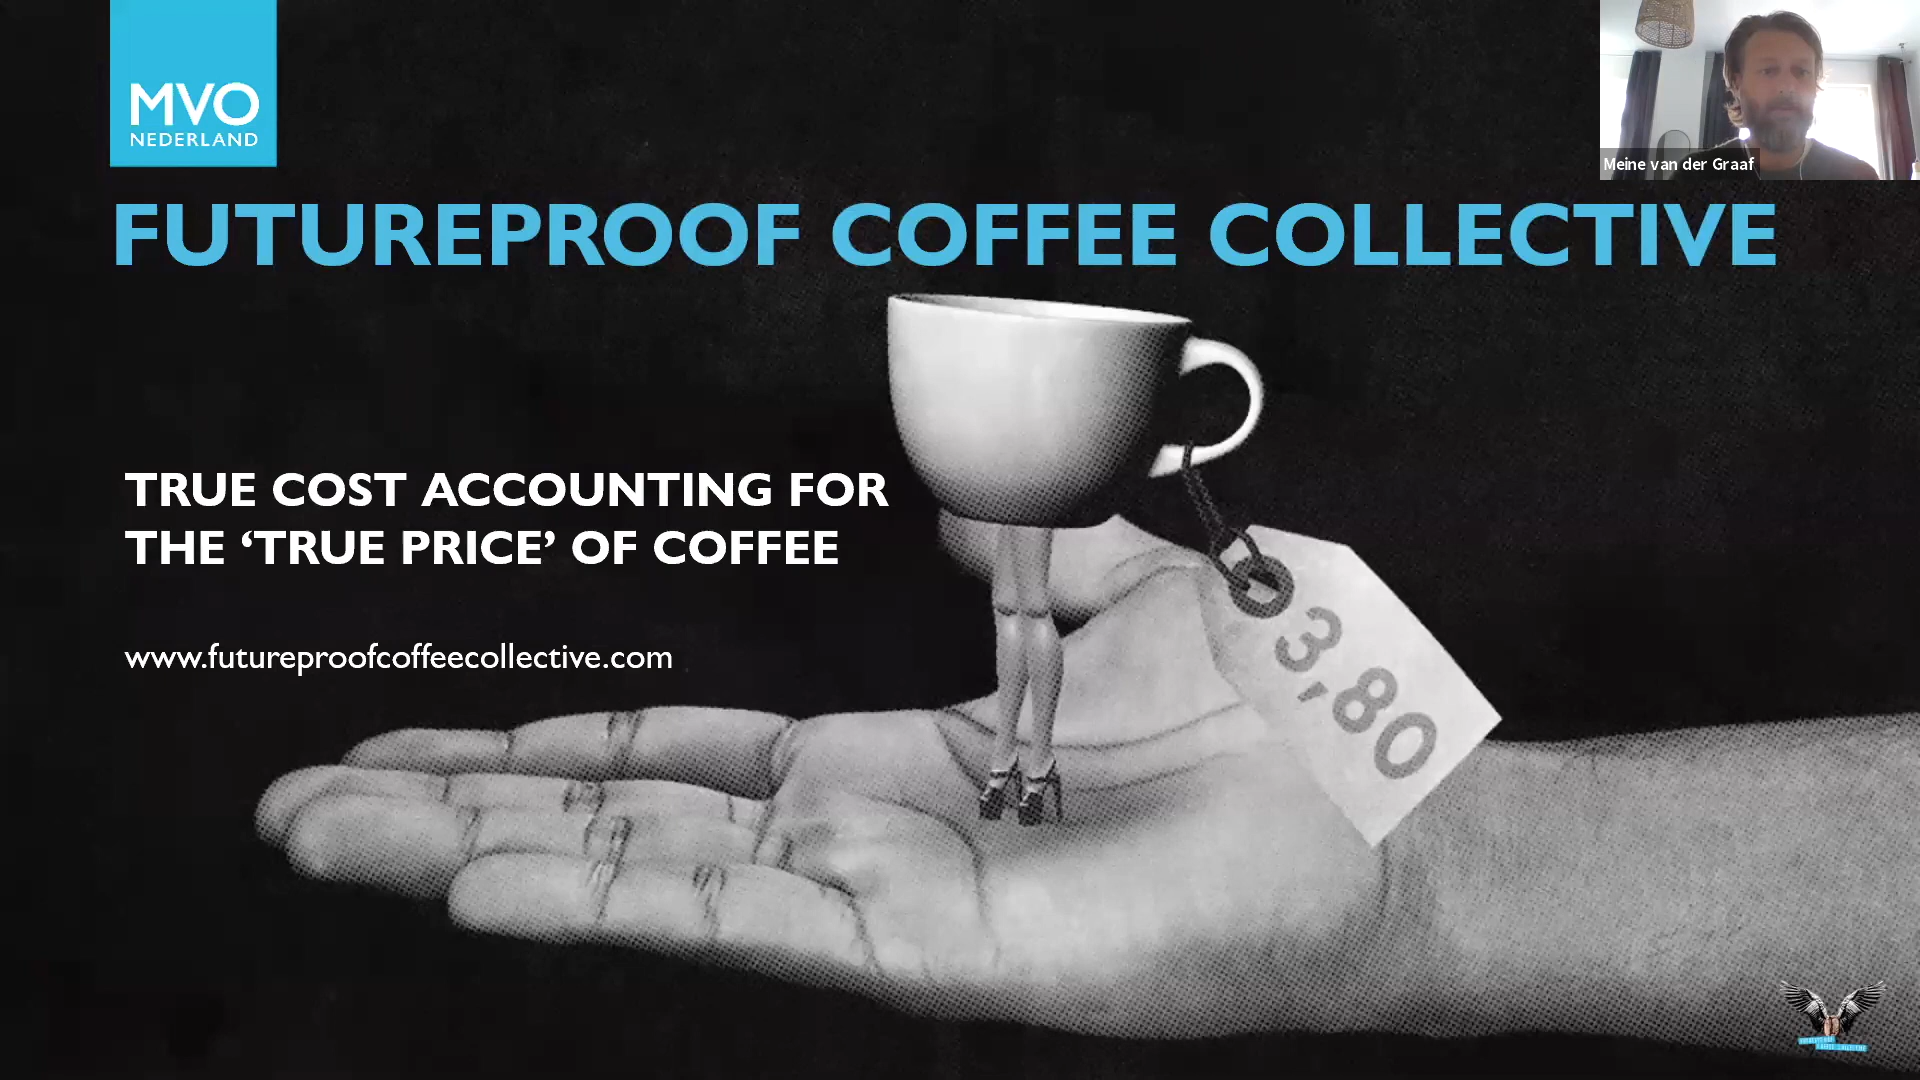 MVO
NEDERLAND
Meine van der Graaf
FUTUREPROOF COFFEE COLLECTIVE
TRUE COST ACCOUNTING FOR
THE ‘TRUE PRICE’ OF COFFEE
www.futureproofcoffeecollective.com
3,80